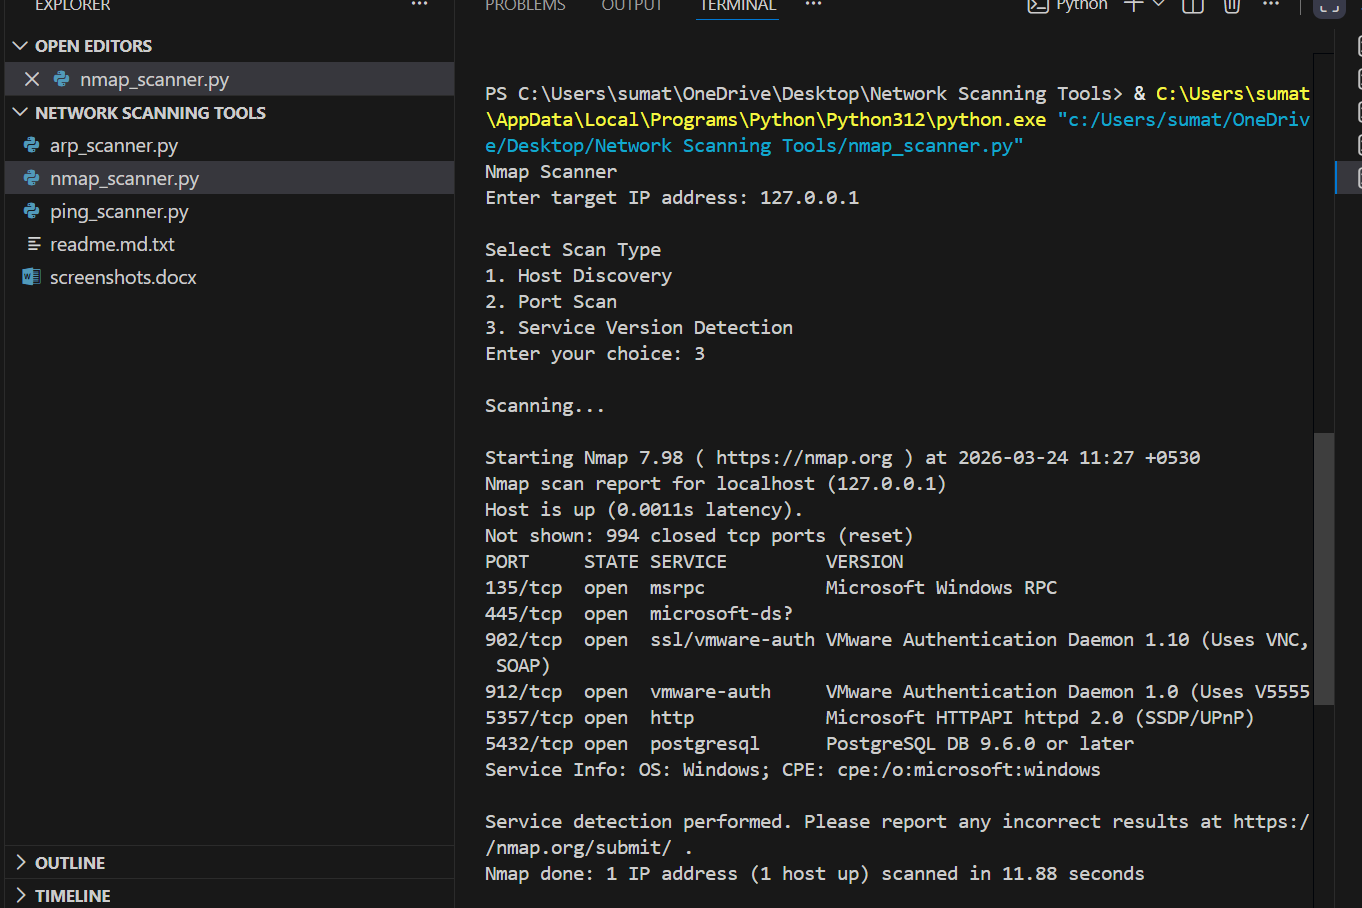 EXPLORER
PROBLEMS OUTPUT TERMINAL
Python
OPEN EDITORS
nmap_scanner.py
NETWORK SCANNING TOOLS
arp_scanner.py
nmap_scanner.py
ping_scanner.py
readme.md.txt
screenshots.docx
OUTLINE
TIMELINE
PS C:\Users\sumat\OneDrive\Desktop\Network Scanning Tools> & C:\Users\sumat
\AppData\Local\Programs\Python\Python312\python.exe "c:/Users/sumat/OneDriv
e/Desktop/Network Scanning Tools/nmap_scanner.py"
Nmap Scanner
Enter target IP address: 127.0.0.1
Select Scan Type
1. Host Discovery
2. Port Scan
3. Service Version Detection
Enter your choice: 3
Scanning...
Starting Nmap 7.98 ( https://nmap.org ) at 2026-03-24 11:27 +0530
Nmap scan report for localhost (127.0.0.1)
Host is up (0.0011s latency).
Not shown: 994 closed tcp ports (reset)
PORT     STATE SERVICE         VERSION
135/tcp  open  msrpc           Microsoft Windows RPC
445/tcp  open  microsoft-ds?
902/tcp  open  ssl/vmware-auth VMware Authentication Daemon 1.10 (Uses VNC,
 SOAP)
912/tcp  open  vmware-auth     VMware Authentication Daemon 1.0 (Uses V5555
5357/tcp open  http            Microsoft HTTPAPI httpd 2.0 (SSDP/UPnP)
5432/tcp open  postgresql      PostgreSQL DB 9.6.0 or later
Service Info: OS: Windows; CPE: cpe:/o:microsoft:windows
Service detection performed. Please report any incorrect results at https:/
/nmap.org/submit/ .
Nmap done: 1 IP address (1 host up) scanned in 11.88 seconds